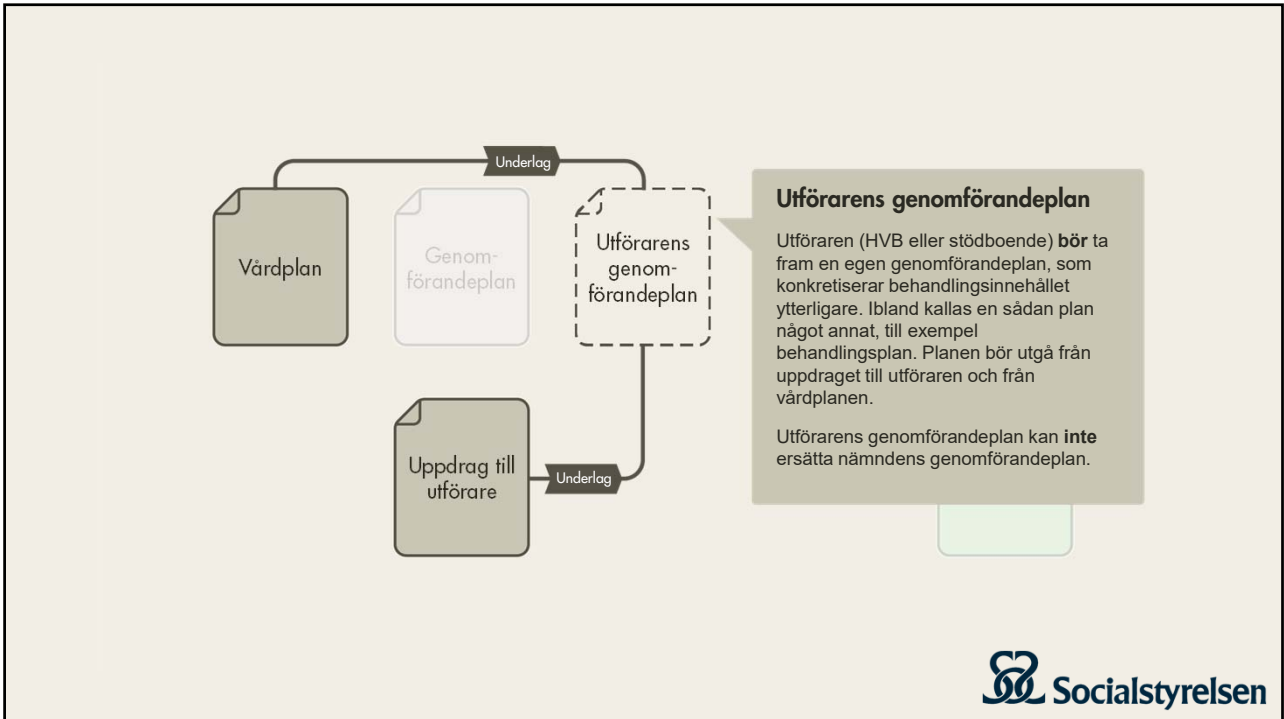 Underlag
Vårdplan
Genom-
förandeplan
Utförarens
genom-
förandeplan
Uppdrag till
utförare
Underlag
Utförarens genomförandeplan
Utföraren (HVB eller stödboende) bör ta
fram en egen genomförandeplan, som
konkretiserar behandlingsinnehållet
ytterligare. Ibland kallas en sådan plan
något annat, till exempel
behandlingsplan. Planen bör utgå från
uppdraget till utföraren och från
vårdplanen.
Utförarens genomförandeplan kan inte
ersätta nämndens genomförandeplan.
Socialstyrelsen